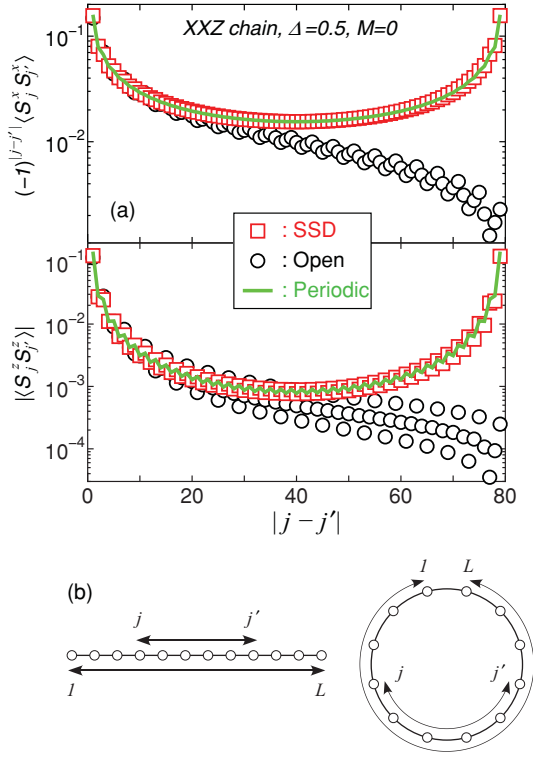 XXZ chain, Δ=0.5, M=0
10⁻¹
10⁻²
(-1)^{|j-j'|} ⟨S^x_j S^x_{j'}⟩
(a)
□ : SSD
○ : Open
— : Periodic
10⁻¹
10⁻²
10⁻³
10⁻⁴
|⟨S^z_j S^z_{j'}⟩|
0 20 40 60 80
|j − j'|
(b)
j j'
1 L
1 L
j j'